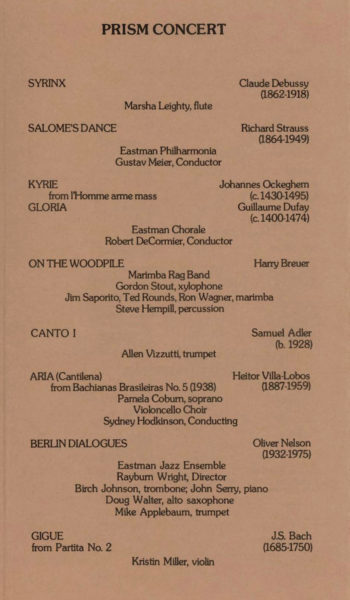 PRISM CONCERT
SYRINX Claude Debussy
(1862-1918)
Marsha Leighty, flute
SALOME'S DANCE Richard Strauss
(1864-1949)
Eastman Philharmonia
Gustav Meier, Conductor
KYRIE Johannes Ockeghem
from l'Homme arme mass (c. 1430-1495)
GLORIA Guillaume Dufay
(c. 1400-1474)
Eastman Chorale
Robert DeCormier, Conductor
ON THE WOODPILE Harry Breuer
Marimba Rag Band
Gordon Stout, xylophone
Jim Saporito, Ted Rounds, Ron Wagner, marimba
Steve Hempill, percussion
CANTO I Samuel Adler
(b. 1928)
Allen Vizzutti, trumpet
ARIA (Cantilena) Heitor Villa-Lobos
from Bachianas Brasileiras No. 5 (1938) (1887-1959)
Pamela Coburn, soprano
Violoncello Choir
Sydney Hodkinson, Conducting
BERLIN DIALOGUES Oliver Nelson
(1932-1975)
Eastman Jazz Ensemble
Rayburn Wright, Director
Birch Johnson, trombone; John Serry, piano
Doug Walter, alto saxophone
Mike Applebaum, trumpet
GIGUE J.S. Bach
from Partita No. 2 (1685-1750)
Kristin Miller, violin